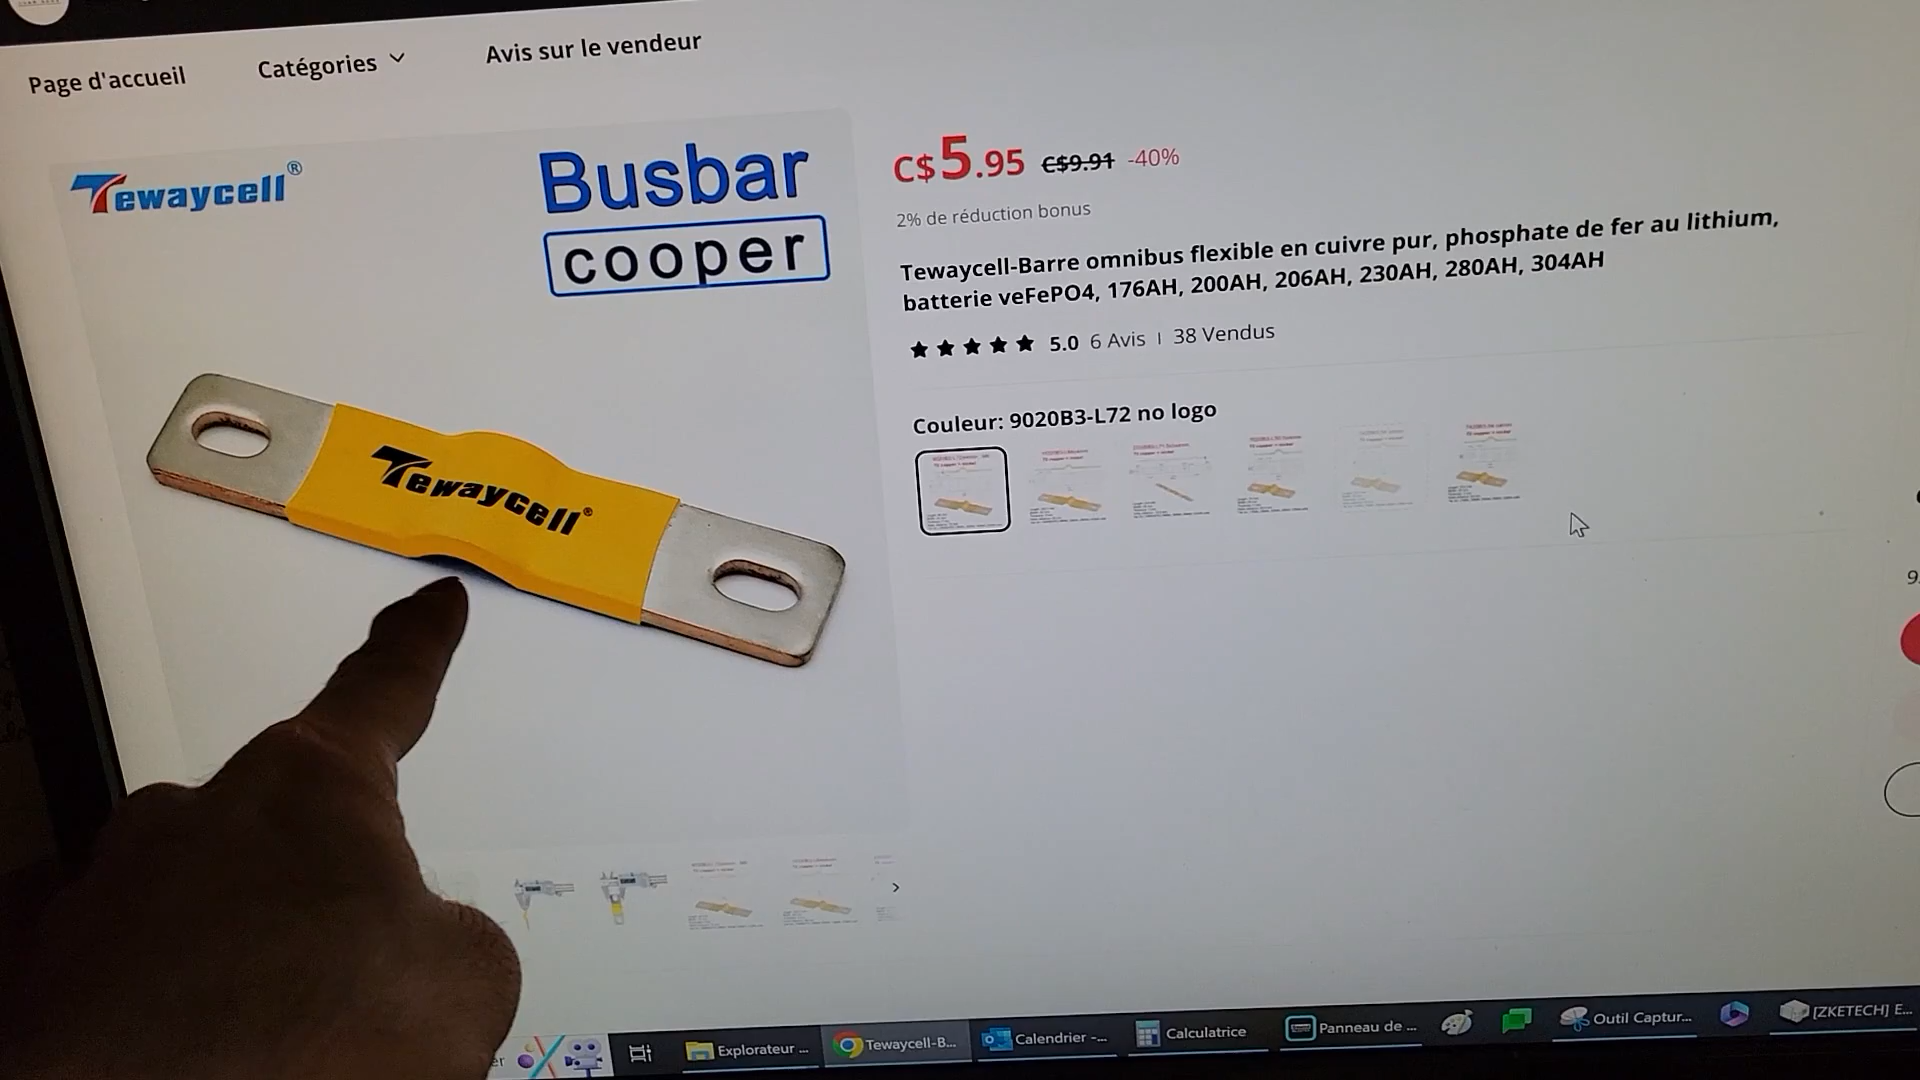 Page d'accueil
Catégories
Avis sur le vendeur
Tewaycell®
Busbar
cooper
Tewaycell®
C$5.95 C$9.91 -40%
2% de réduction bonus
Tewaycell-Barre omnibus flexible en cuivre pur, phosphate de fer au lithium,
batterie veFePO4, 176AH, 200AH, 206AH, 230AH, 280AH, 304AH
5.0 6 Avis | 38 Vendus
Couleur: 9020B3-L72 no logo
Explorateur ...
Tewaycell-B...
Calendrier -...
Calculatrice
Panneau de ...
Outil Captur...
[ZKETECH] E...